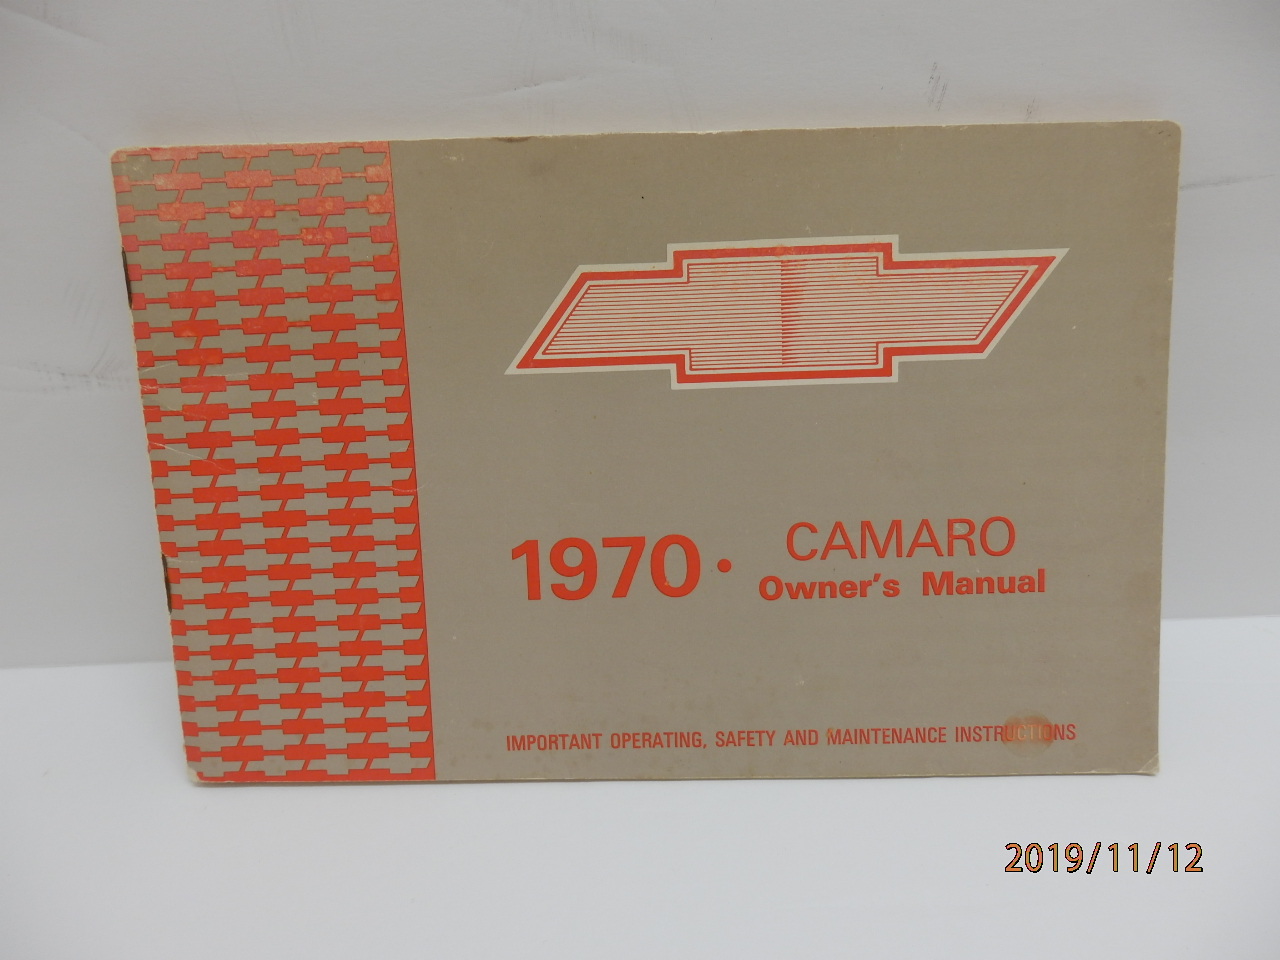 1970 • CAMARO
Owner's Manual
IMPORTANT OPERATING, SAFETY AND MAINTENANCE INSTRUCTIONS
2019/11/12